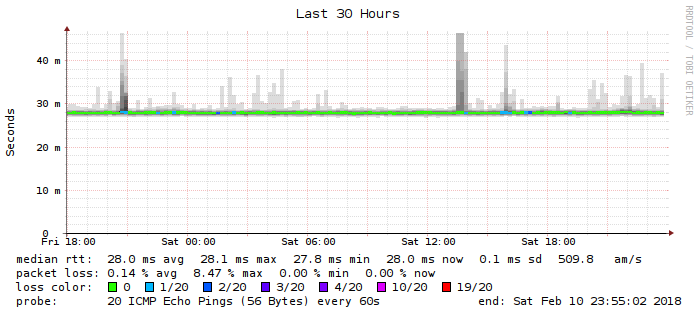 Last 30 Hours
RRDTOOL / TOBI OETIKER
Seconds
40 m
30 m
20 m
10 m
0
Fri 18:00 Sat 00:00 Sat 06:00 Sat 12:00 Sat 18:00
median rtt: 28.0 ms avg 28.1 ms max 27.8 ms min 28.0 ms now 0.1 ms sd 509.8 am/s
packet loss: 0.14 % avg 8.47 % max 0.00 % min 0.00 % now
loss color: 0 1/20 2/20 3/20 4/20 10/20 19/20
probe: 20 ICMP Echo Pings (56 Bytes) every 60s end: Sat Feb 10 23:55:02 2018